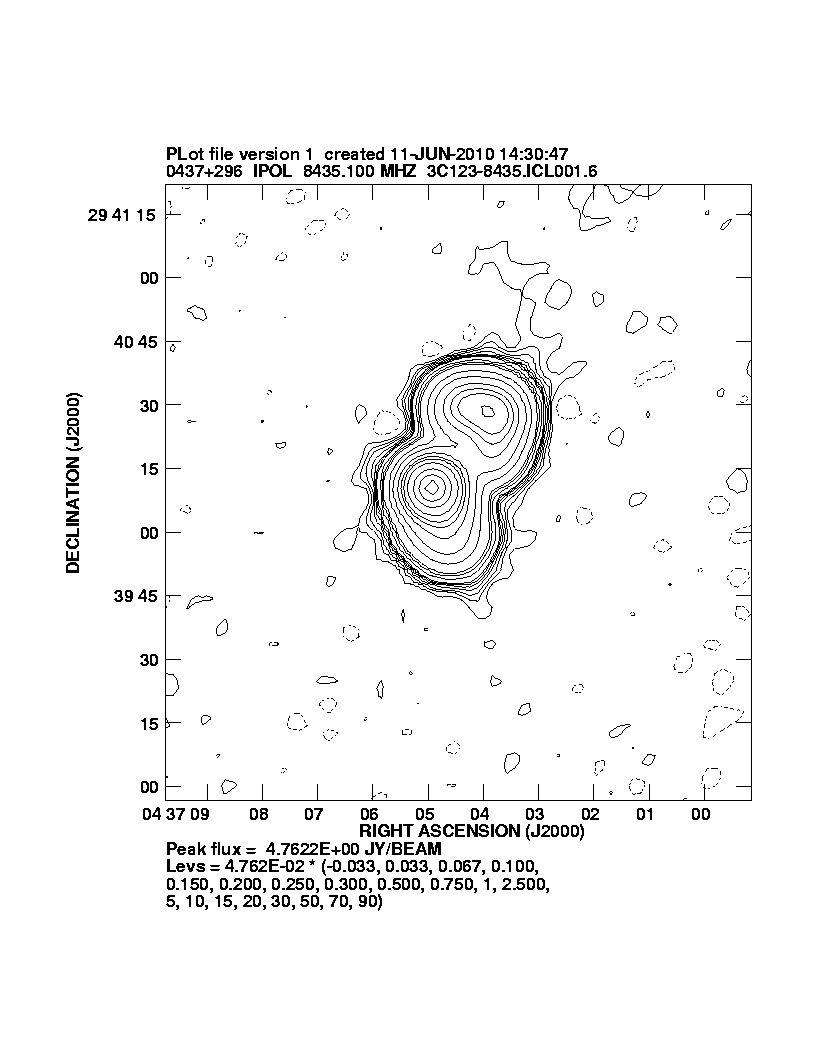 PLot file version 1  created 11-JUN-2010 14:30:47
0437+296  IPOL  8435.100 MHZ  3C123-8435.ICL001.6
29 41 15
00
40 45
30
15
00
39 45
30
15
00
DECLINATION (J2000)
04 37 09 08 07 06 05 04 03 02 01 00
RIGHT ASCENSION (J2000)
Peak flux =  4.7622E+00 JY/BEAM
Levs = 4.762E-02 * (-0.033, 0.033, 0.067, 0.100,
0.150, 0.200, 0.250, 0.300, 0.500, 0.750, 1, 2.500,
5, 10, 15, 20, 30, 50, 70, 90)